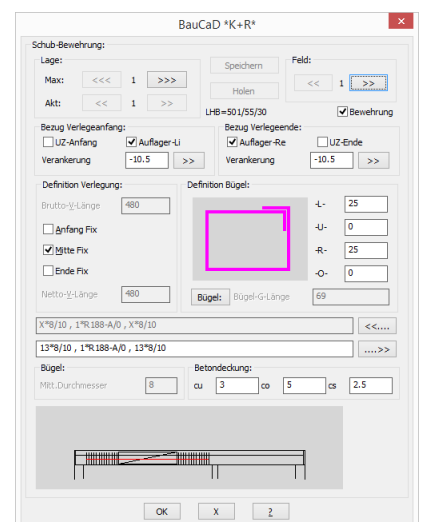 BauCaD *K+R*
Schub-Bewehrung:
Lage:
Max: <<< 1 >>>
Akt: << 1 >>
Speichern
Holen
Feld:
<< 1 >>
LHB=501/55/30
Bewehrung
Bezug Verlegeanfang:
UZ-Anfang Auflager-Li
Verankerung -10.5 >>
Bezug Verlegeende:
Auflager-Re UZ-Ende
Verankerung -10.5 >>
Definition Verlegung:
Brutto-V-Länge 480
Anfang Fix
Mitte Fix
Ende Fix
Netto-V-Länge 480
Definition Bügel:
-L- 25
-U- 0
-R- 25
-O- 0
Bügel: Bügel-G-Länge 69
X*8/10 , 1*R188-A/0 , X*8/10 <<....
13*8/10 , 1*R188-A/0 , 13*8/10 ....>>
Bügel:
Mitt.Durchmesser 8
Betondeckung:
cu 3 co 5 cs 2.5
OK X ?